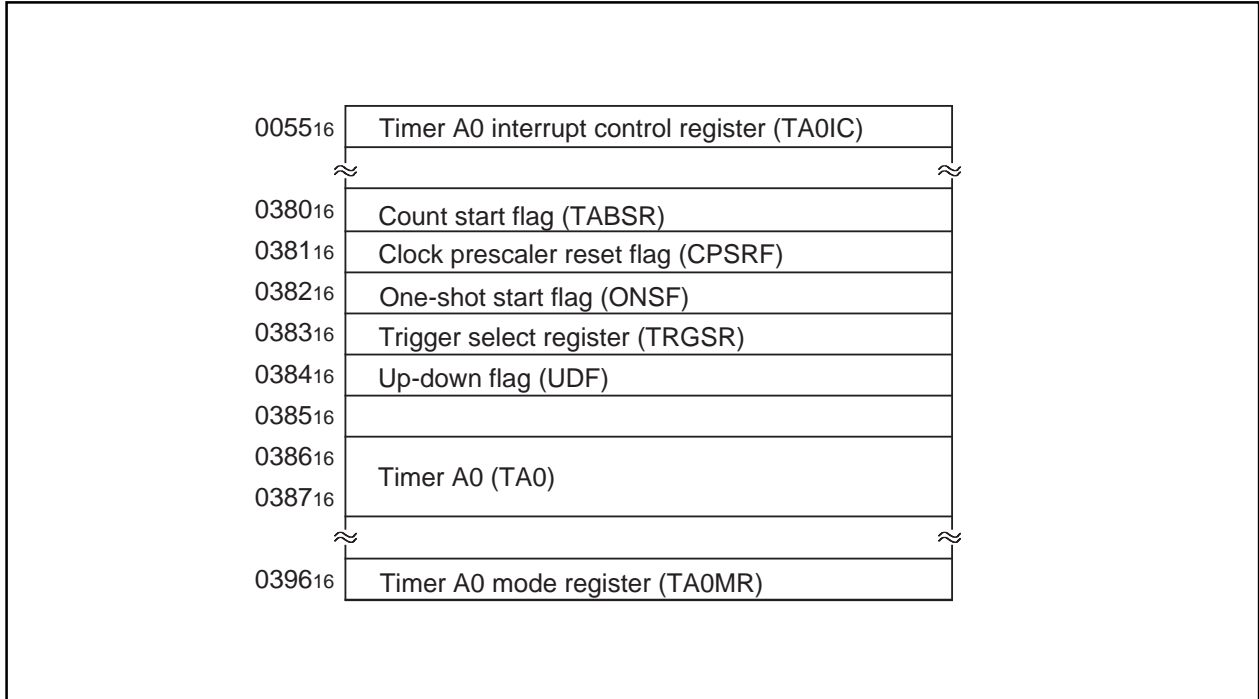 0055₁₆ Timer A0 interrupt control register (TA0IC)
0380₁₆ Count start flag (TABSR)
0381₁₆ Clock prescaler reset flag (CPSRF)
0382₁₆ One-shot start flag (ONSF)
0383₁₆ Trigger select register (TRGSR)
0384₁₆ Up-down flag (UDF)
0385₁₆
0386₁₆
Timer A0 (TA0)
0387₁₆
0396₁₆ Timer A0 mode register (TA0MR)